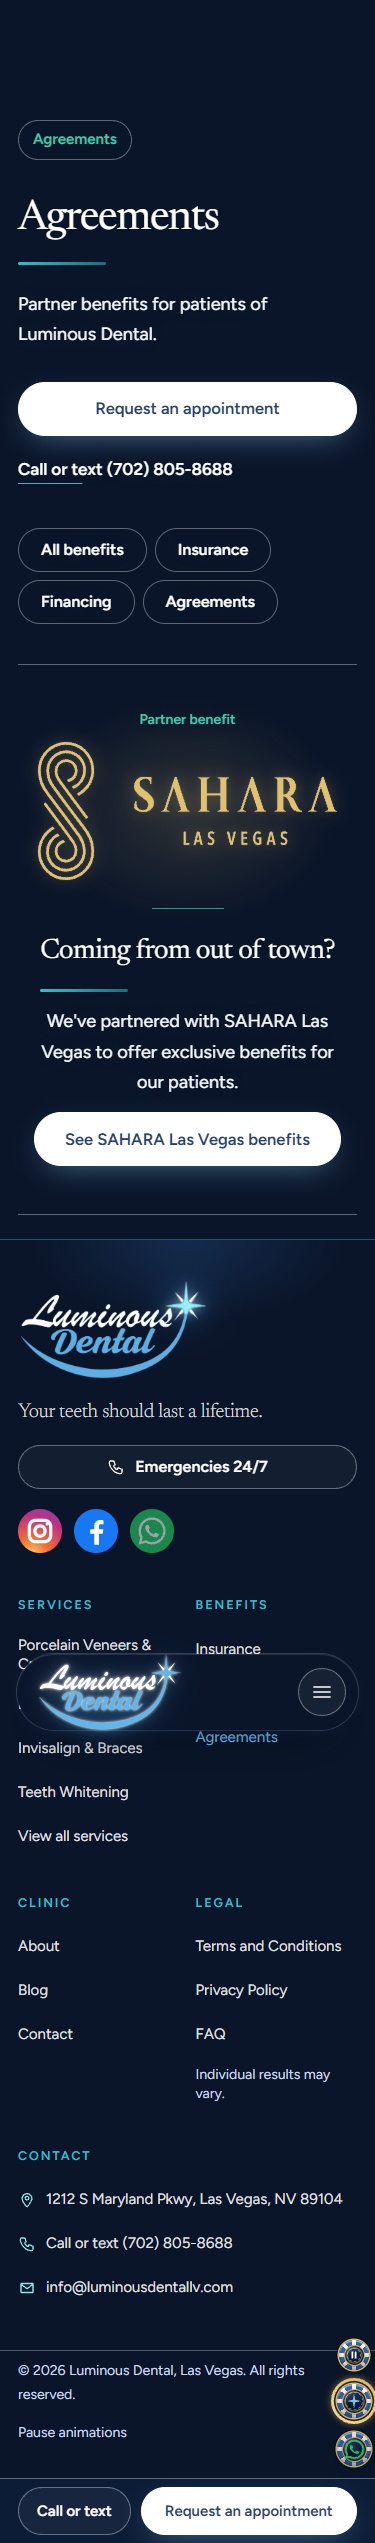 Agreements
Agreements
Partner benefits for patients of
Luminous Dental.
Request an appointment
Call or text (702) 805-8688
All benefits
Insurance
Financing
Agreements
Partner benefit
SAHARA
LAS VEGAS
Coming from out of town?
We've partnered with SAHARA Las
Vegas to offer exclusive benefits for
our patients.
See SAHARA Las Vegas benefits
Luminous
Dental
Your teeth should last a lifetime.
Emergencies 24/7
SERVICES
Porcelain Veneers &
Invisalign & Braces
Teeth Whitening
View all services
BENEFITS
Insurance
Agreements
Luminous
Dental
CLINIC
About
Blog
Contact
LEGAL
Terms and Conditions
Privacy Policy
FAQ
Individual results may
vary.
CONTACT
1212 S Maryland Pkwy, Las Vegas, NV 89104
Call or text (702) 805-8688
info@luminousdentallv.com
© 2026 Luminous Dental, Las Vegas. All rights
reserved.
Pause animations
Call or text
Request an appointment